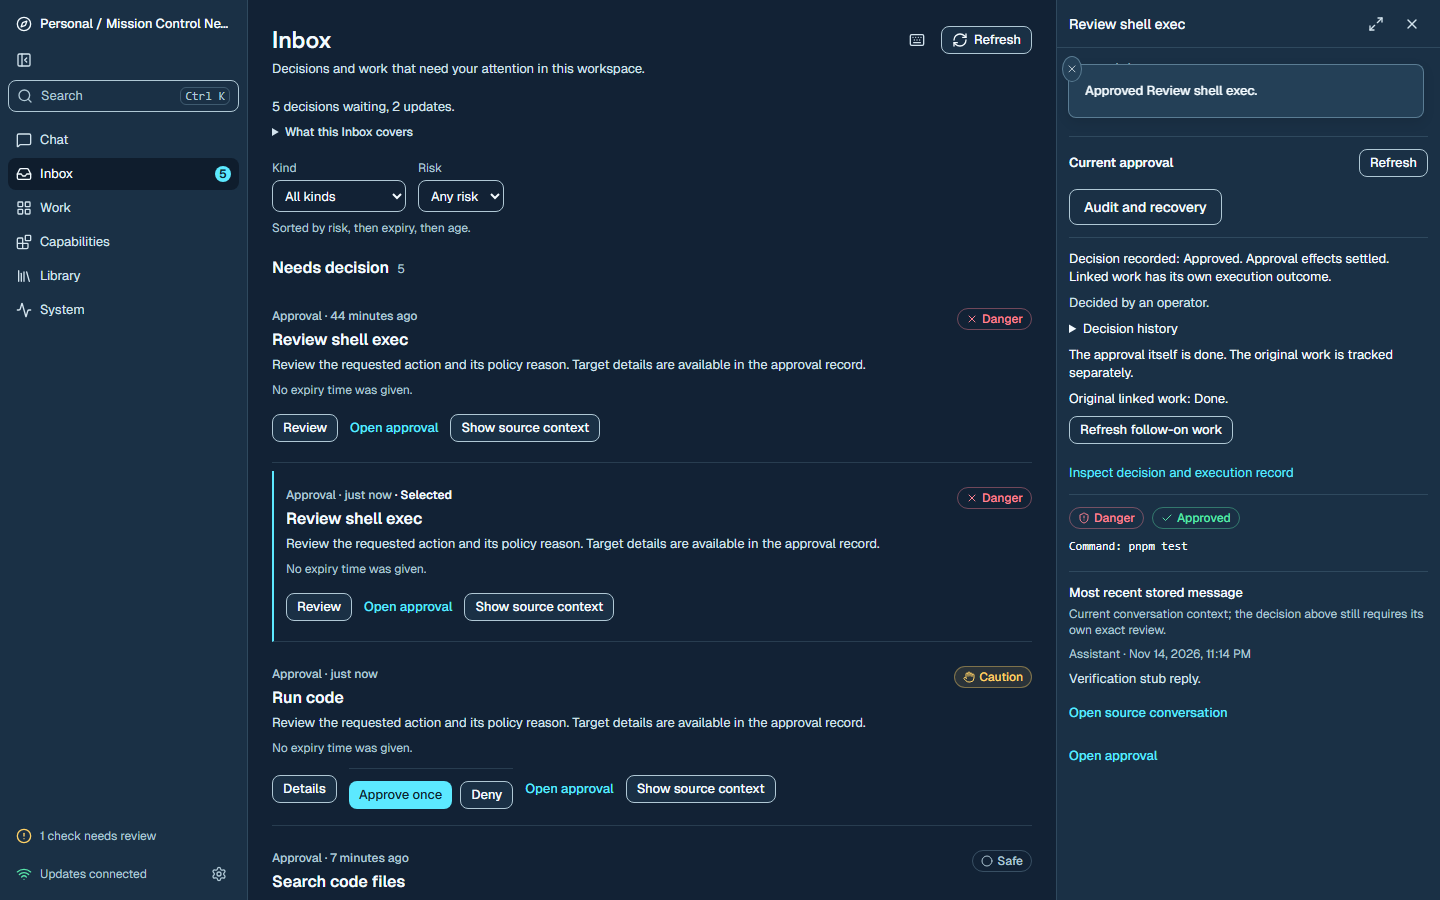 Personal / Mission Control Ne...
Search
Ctrl K
Chat
Inbox
5
Work
Capabilities
Library
System
1 check needs review
Updates connected
Inbox
Refresh
Decisions and work that need your attention in this workspace.
5 decisions waiting, 2 updates.
What this Inbox covers
Kind
Risk
All kinds
Any risk
Sorted by risk, then expiry, then age.
Needs decision 5
Approval · 44 minutes ago
Danger
Review shell exec
Review the requested action and its policy reason. Target details are available in the approval record.
No expiry time was given.
Review
Open approval
Show source context
Approval · just now · Selected
Danger
Review shell exec
Review the requested action and its policy reason. Target details are available in the approval record.
No expiry time was given.
Review
Open approval
Show source context
Approval · just now
Caution
Run code
Review the requested action and its policy reason. Target details are available in the approval record.
No expiry time was given.
Details
Approve once
Deny
Open approval
Show source context
Approval · 7 minutes ago
Safe
Search code files
Review shell exec
Approved Review shell exec.
Current approval
Refresh
Audit and recovery
Decision recorded: Approved. Approval effects settled.
Linked work has its own execution outcome.
Decided by an operator.
Decision history
The approval itself is done. The original work is tracked
separately.
Original linked work: Done.
Refresh follow-on work
Inspect decision and execution record
Danger
Approved
Command: pnpm test
Most recent stored message
Current conversation context; the decision above still requires its
own exact review.
Assistant · Nov 14, 2026, 11:14 PM
Verification stub reply.
Open source conversation
Open approval